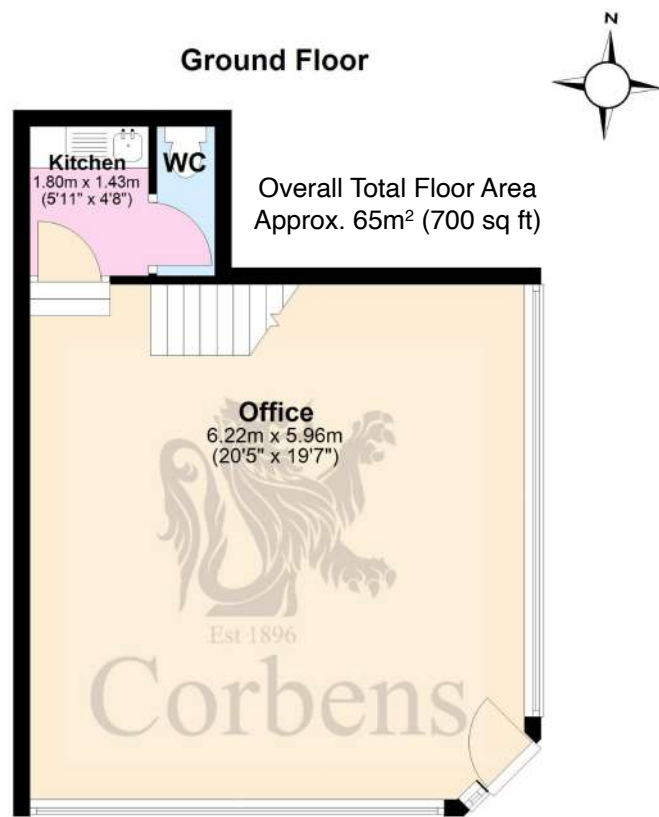 Ground Floor
N
Kitchen
1.80m x 1.43m
(5'11" x 4'8")
WC
Overall Total Floor Area
Approx. 65m² (700 sq ft)
Office
6.22m x 5.96m
(20'5" x 19'7")
Est 1896
Corbens